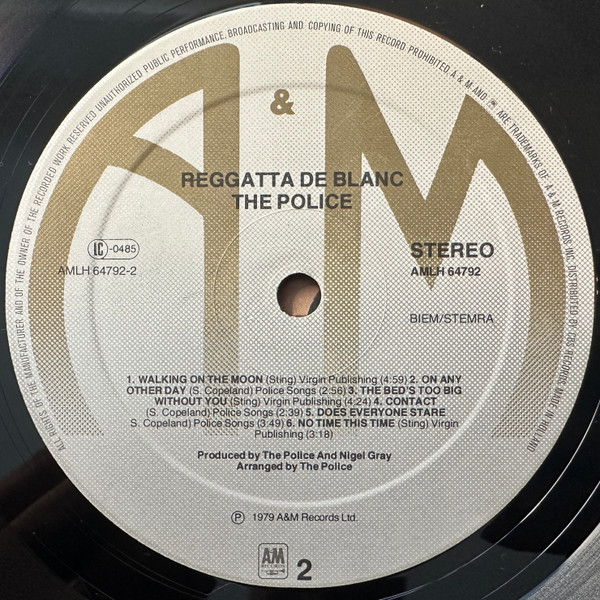 ALL RIGHTS OF THE MANUFACTURER AND OF THE OWNER OF THE RECORDED WORK RESERVED UNAUTHORIZED PUBLIC PERFORMANCE, BROADCASTING AND COPYING OF THIS RECORD PROHIBITED. A & M AND AM ARE TRADEMARKS OF A & M RECORDS INC. DISTRIBUTED BY CBS RECORDS. MADE IN HOLLAND
A & M
REGGATTA DE BLANC
THE POLICE
LC-0485
AMLH 64792-2
STEREO
AMLH 64792
BIEM/STEMRA
1. WALKING ON THE MOON (Sting) Virgin Publishing (4:59) 2. ON ANY
OTHER DAY (S. Copeland) Police Songs (2:56) 3. THE BED'S TOO BIG
WITHOUT YOU (Sting) Virgin Publishing (4:24) 4. CONTACT
(S. Copeland) Police Songs (2:39) 5. DOES EVERYONE STARE
S. Copeland) Police Songs (3:49) 6. NO TIME THIS TIME (Sting) Virgin
Publishing (3:18)
Produced by The Police And Nigel Gray
Arranged by The Police
℗ 1979 A&M Records Ltd.
AM
RECORDS
2